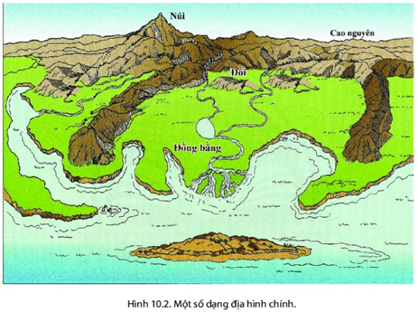 Núi
Cao nguyên
Đồi
Đồng bằng
Hình 10.2. Một số dạng địa hình chính.